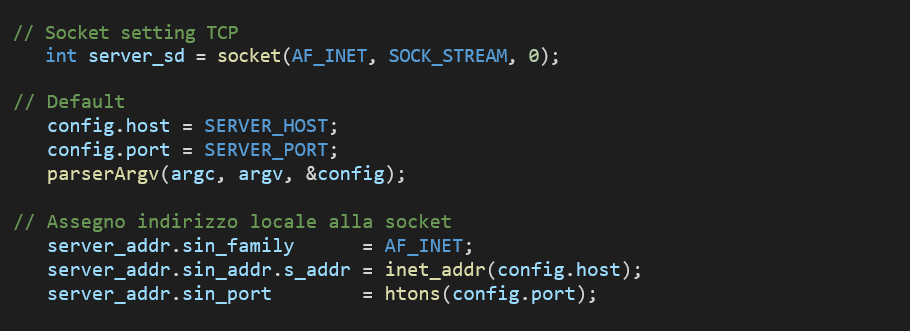 // Socket setting TCP
int server_sd = socket(AF_INET, SOCK_STREAM, 0);
// Default
config.host = SERVER_HOST;
config.port = SERVER_PORT;
parserArgv(argc, argv, &config);
// Assegno indirizzo locale alla socket
server_addr.sin_family      = AF_INET;
server_addr.sin_addr.s_addr = inet_addr(config.host);
server_addr.sin_port        = htons(config.port);